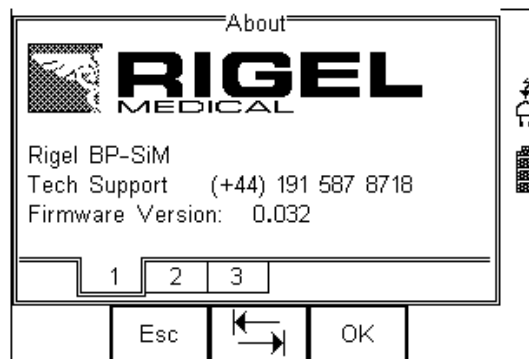 About
RIGEL
MEDICAL
Rigel BP-SiM
Tech Support (+44) 191 587 8718
Firmware Version: 0.032
1 2 3
Esc OK